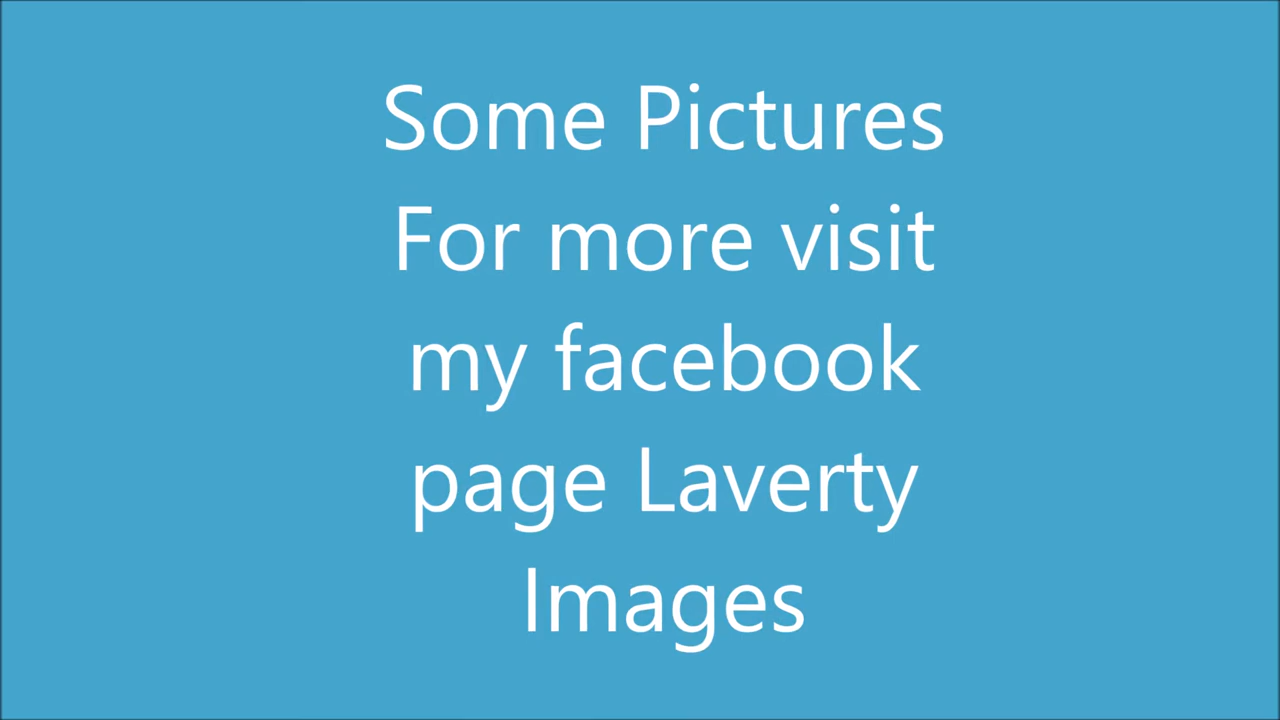 Some Pictures
For more visit
my facebook
page Laverty
Images